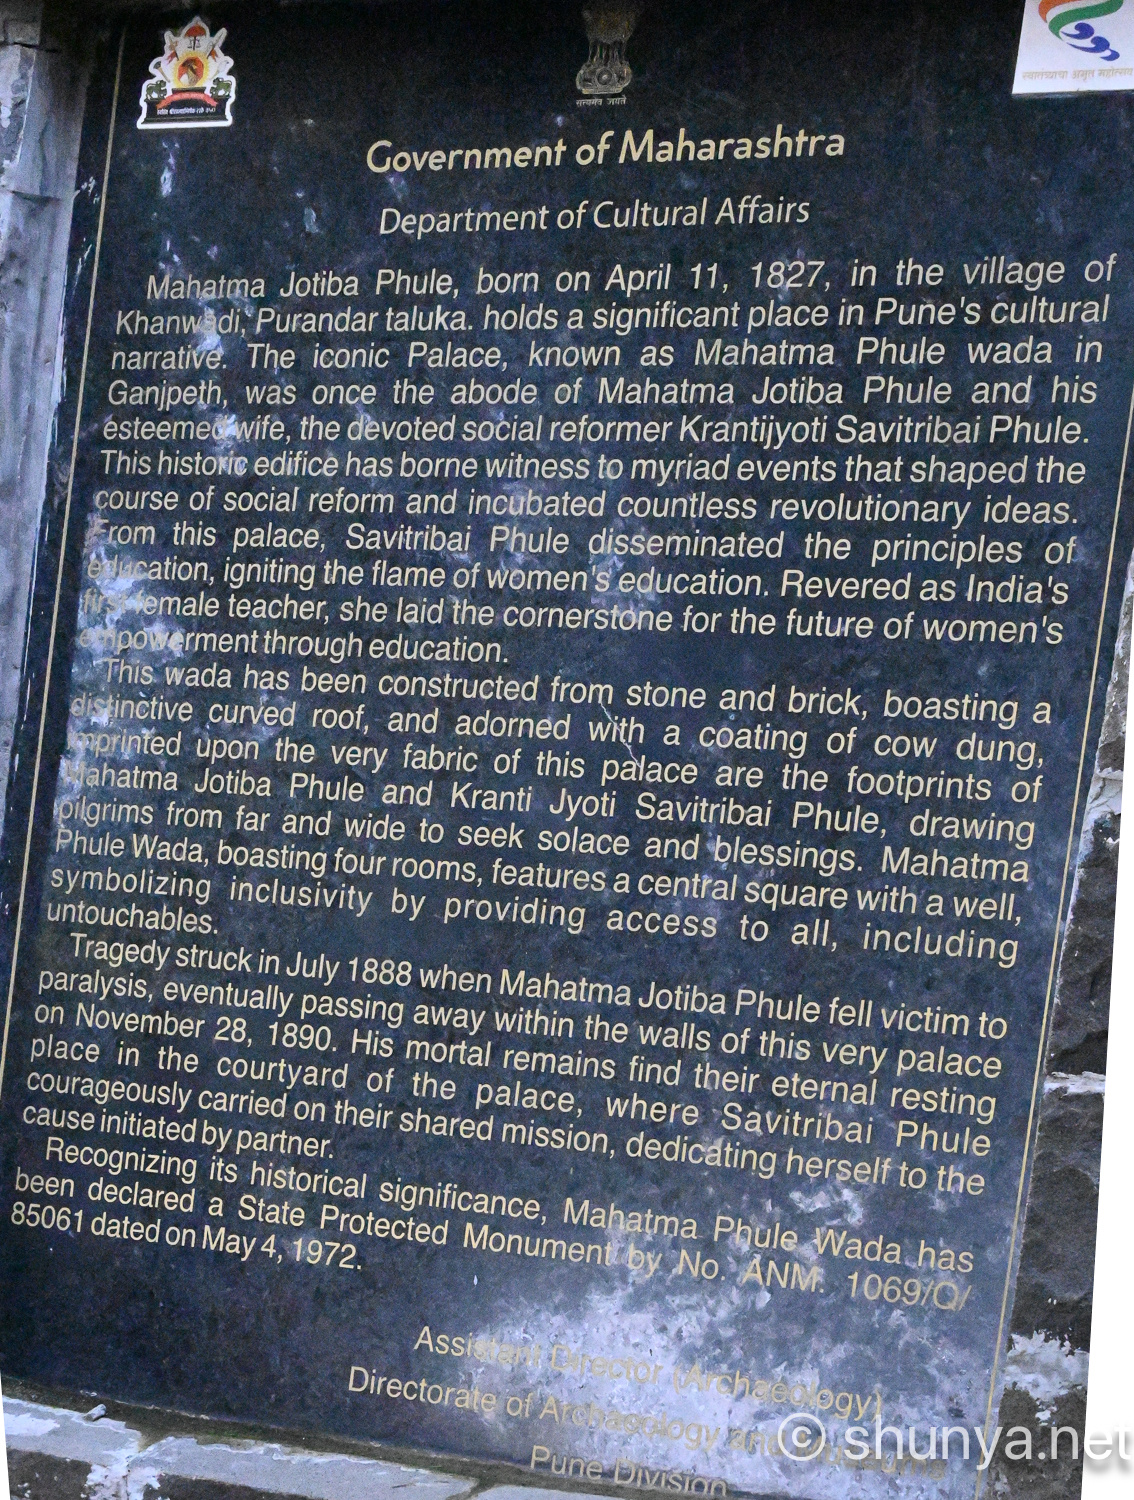 सत्यमेव जयते
स्वातंत्र्याचा अमृत महोत्सव
Government of Maharashtra
Department of Cultural Affairs
Mahatma Jotiba Phule, born on April 11, 1827, in the village of
Khanwadi, Purandar taluka. holds a significant place in Pune's cultural
narrative. The iconic Palace, known as Mahatma Phule wada in
Ganjpeth, was once the abode of Mahatma Jotiba Phule and his
esteemed wife, the devoted social reformer Krantijyoti Savitribai Phule.
This historic edifice has borne witness to myriad events that shaped the
course of social reform and incubated countless revolutionary ideas.
From this palace, Savitribai Phule disseminated the principles of
education, igniting the flame of women's education. Revered as India's
first female teacher, she laid the cornerstone for the future of women's
empowerment through education.
This wada has been constructed from stone and brick, boasting a
distinctive curved roof, and adorned with a coating of cow dung,
imprinted upon the very fabric of this palace are the footprints of
Mahatma Jotiba Phule and Kranti Jyoti Savitribai Phule, drawing
pilgrims from far and wide to seek solace and blessings. Mahatma
Phule Wada, boasting four rooms, features a central square with a well,
symbolizing inclusivity by providing access to all, including
untouchables.
Tragedy struck in July 1888 when Mahatma Jotiba Phule fell victim to
paralysis, eventually passing away within the walls of this very palace
on November 28, 1890. His mortal remains find their eternal resting
place in the courtyard of the palace, where Savitribai Phule
courageously carried on their shared mission, dedicating herself to the
cause initiated by partner.
Recognizing its historical significance, Mahatma Phule Wada has
been declared a State Protected Monument by No. ANM. 1069/Q/
85061 dated on May 4, 1972.
Assistant Director (Archaeology)
Directorate of Archaeology and Museums
Pune Division
© shunya.net